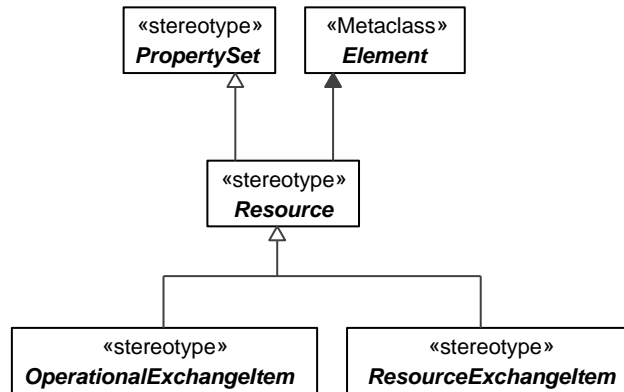 «stereotype»
PropertySet
«Metaclass»
Element
«stereotype»
Resource
«stereotype»
OperationalExchangeItem
«stereotype»
ResourceExchangeItem